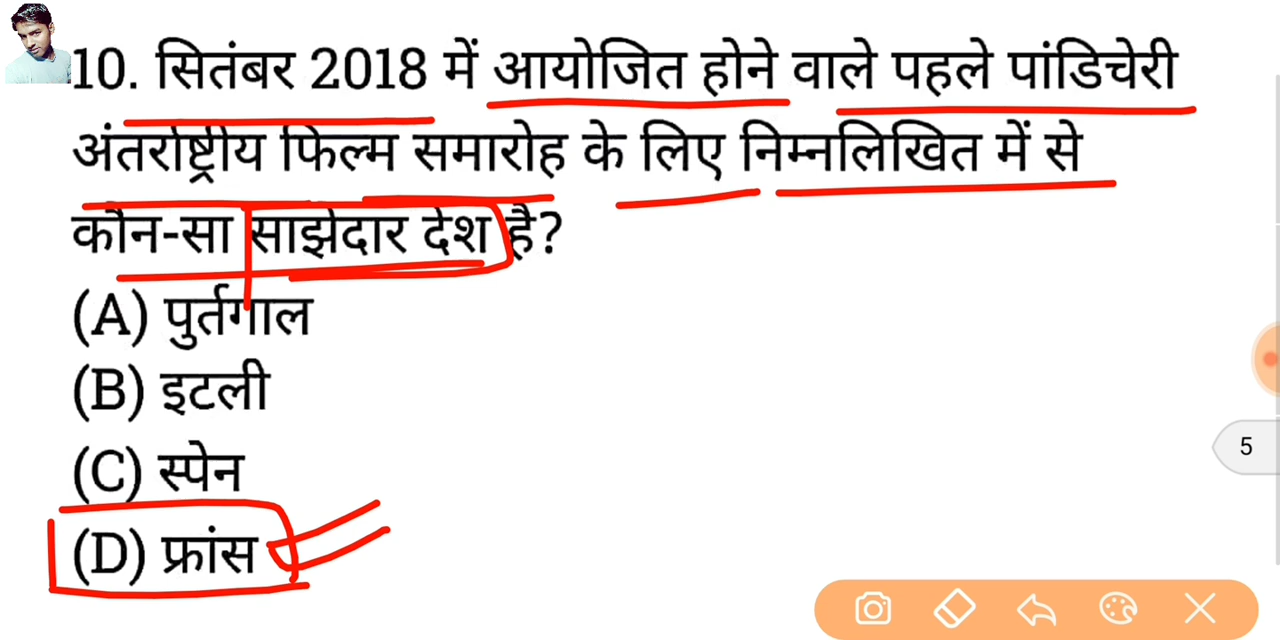 10. सितंबर 2018 में आयोजित होने वाले पहले पांडिचेरी
अंतर्राष्ट्रीय फिल्म समारोह के लिए निम्नलिखित में से
कौन-सा साझेदार देश है?
(A) पुर्तगाल
(B) इटली
(C) स्पेन
(D) फ्रांस
5